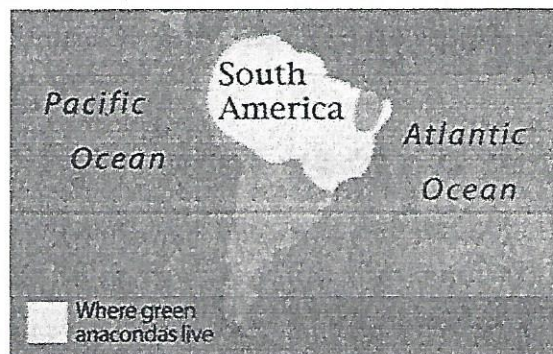 South
America
Pacific
Ocean
Atlantic
Ocean
Where green
anacondas live